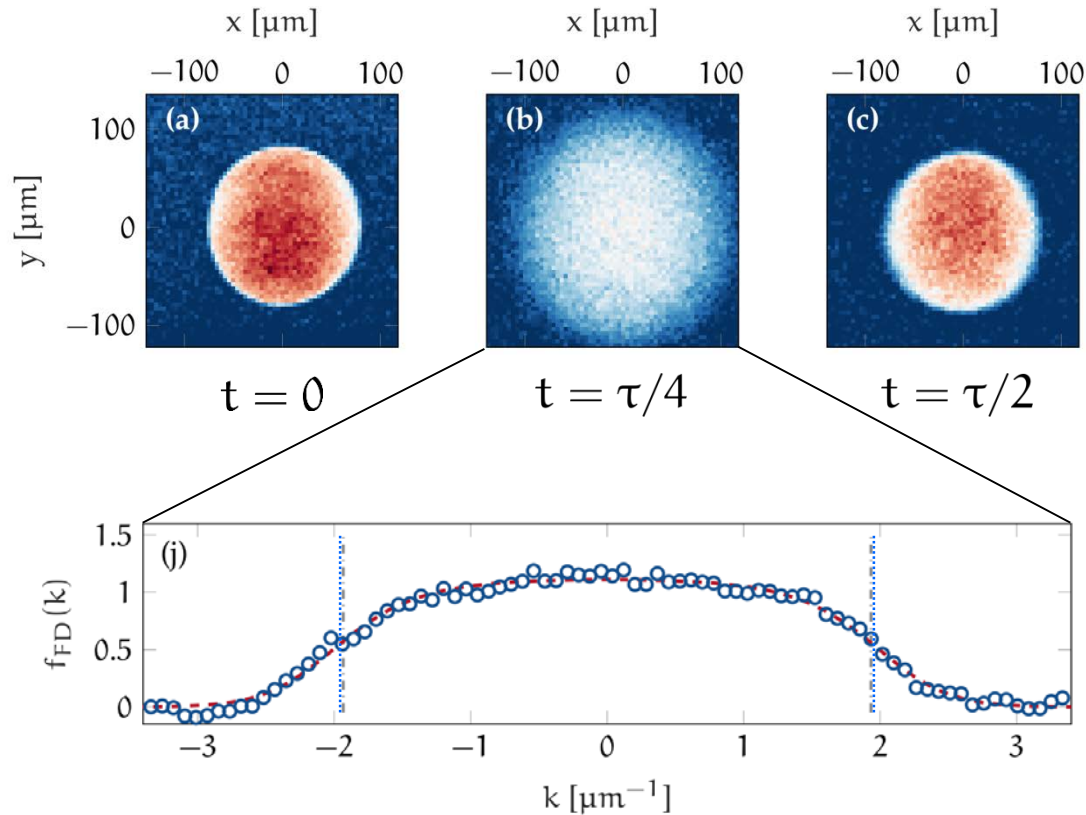 x [µm] x [µm] x [µm]
−100 0 100 −100 0 100 −100 0 100
(a) (b) (c)
100
0
−100
y [µm]
t = 0 t = τ/4 t = τ/2
(j)
1.5
1
0.5
0
f_FD(k)
−3 −2 −1 0 1 2 3
k [µm⁻¹]